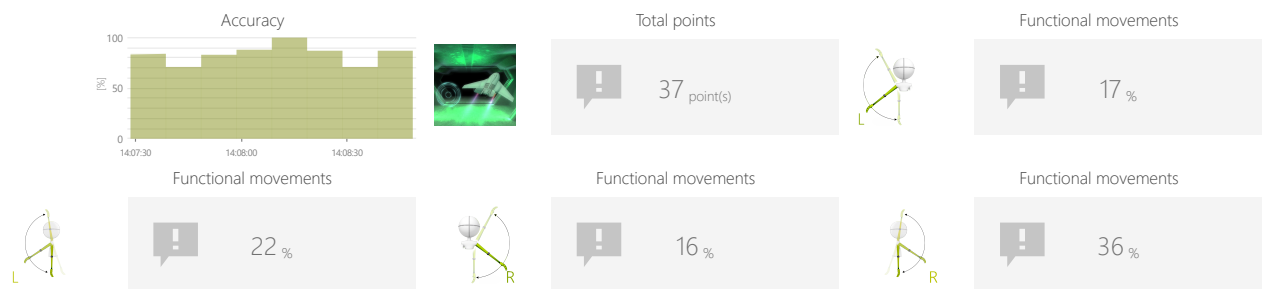 Accuracy
100
[%]
50
0
14:07:30
14:08:00
14:08:30
Total points
37 point(s)
Functional movements
L
17 %
Functional movements
L
22 %
Functional movements
R
16 %
Functional movements
R
36 %